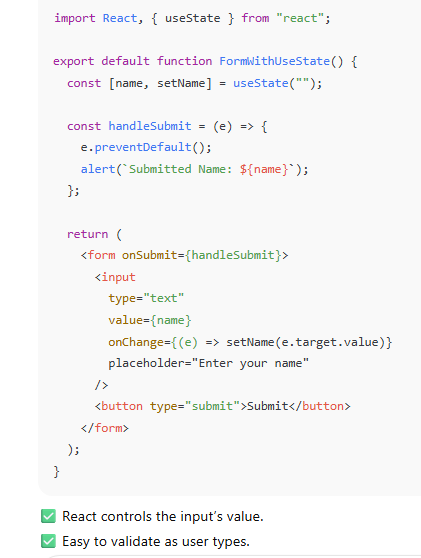 import React, { useState } from "react";
export default function FormWithUseState() {
  const [name, setName] = useState("");
  const handleSubmit = (e) => {
    e.preventDefault();
    alert(`Submitted Name: ${name}`);
  };
  return (
    <form onSubmit={handleSubmit}>
      <input
        type="text"
        value={name}
        onChange={(e) => setName(e.target.value)}
        placeholder="Enter your name"
      />
      <button type="submit">Submit</button>
    </form>
  );
}
✅ React controls the input’s value.
✅ Easy to validate as user types.